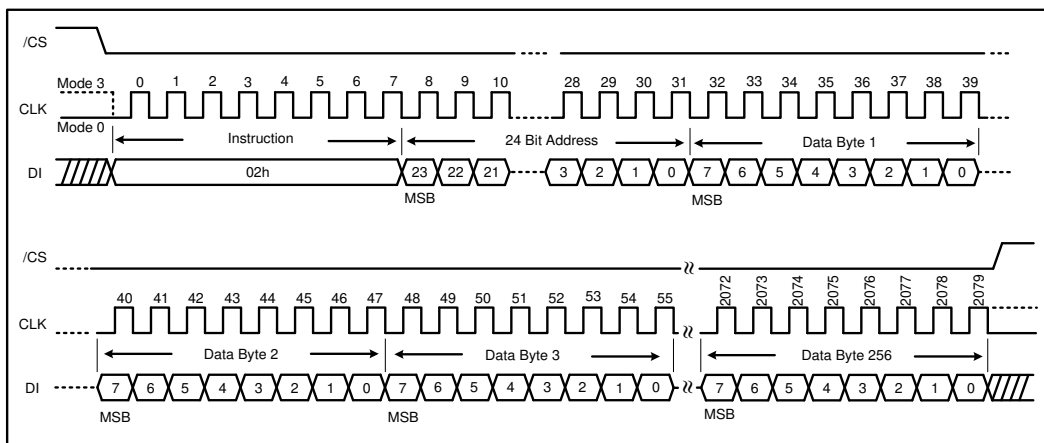 /CS
Mode 3 0 1 2 3 4 5 6 7 8 9 10 28 29 30 31 32 33 34 35 36 37 38 39
CLK
Mode 0
Instruction 24 Bit Address Data Byte 1
DI 02h 23 22 21 3 2 1 0 7 6 5 4 3 2 1 0
MSB MSB
/CS
40 41 42 43 44 45 46 47 48 49 50 51 52 53 54 55 2072 2073 2074 2075 2076 2077 2078 2079
CLK
Data Byte 2 Data Byte 3 Data Byte 256
DI 7 6 5 4 3 2 1 0 7 6 5 4 3 2 1 0 7 6 5 4 3 2 1 0
MSB MSB MSB